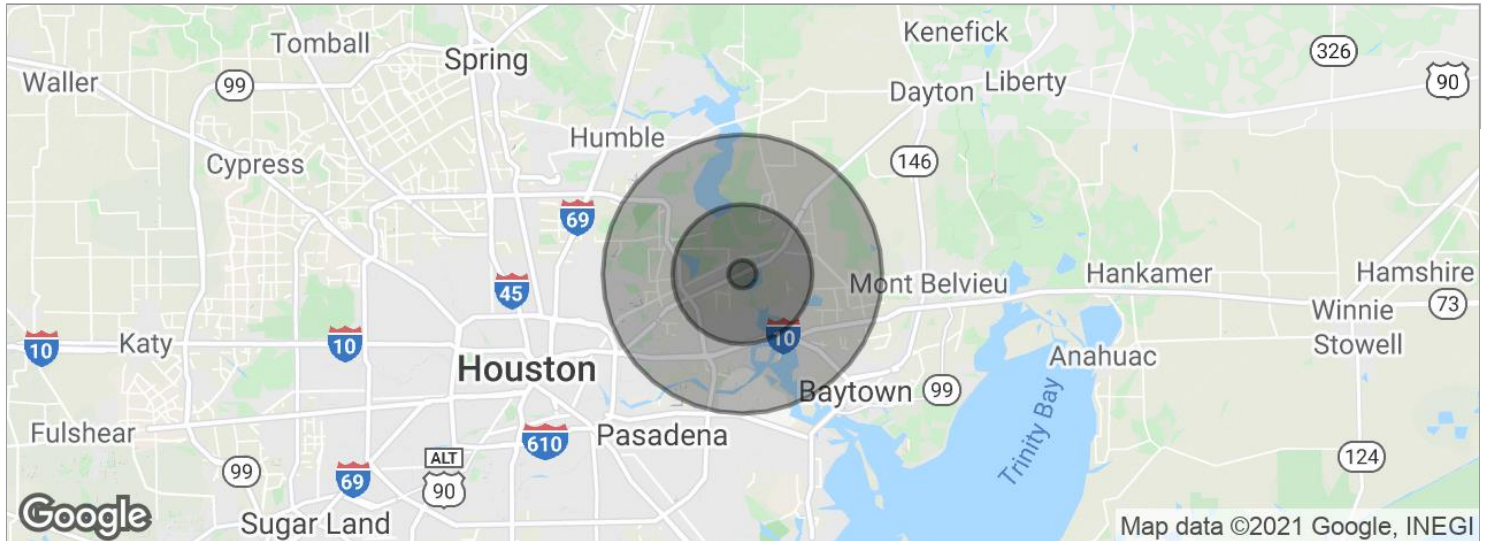 Kenefick
326
Tomball
Spring
90
Waller
99
Dayton
Liberty
Humble
Cypress
146
69
45
Mont Belvieu
Hankamer
Hamshire
10
Katy
10
10
Winnie
73
Houston
Stowell
Anahuac
Baytown
99
Fulshear
610
Pasadena
Trinity Bay
99
69
ALT
90
124
Google
Sugar Land
Map data ©2021 Google, INEGI